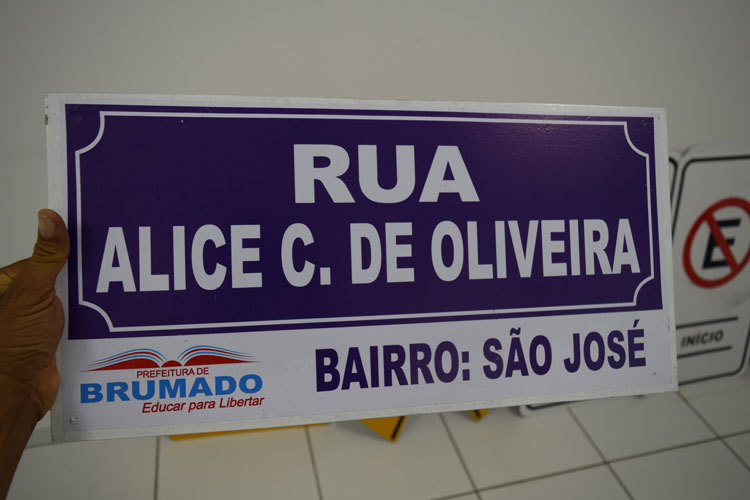 RUA
ALICE C. DE OLIVEIRA
PREFEITURA DE
BRUMADO
Educar para Libertar
BAIRRO: SÃO JOSÉ
E
INÍCIO